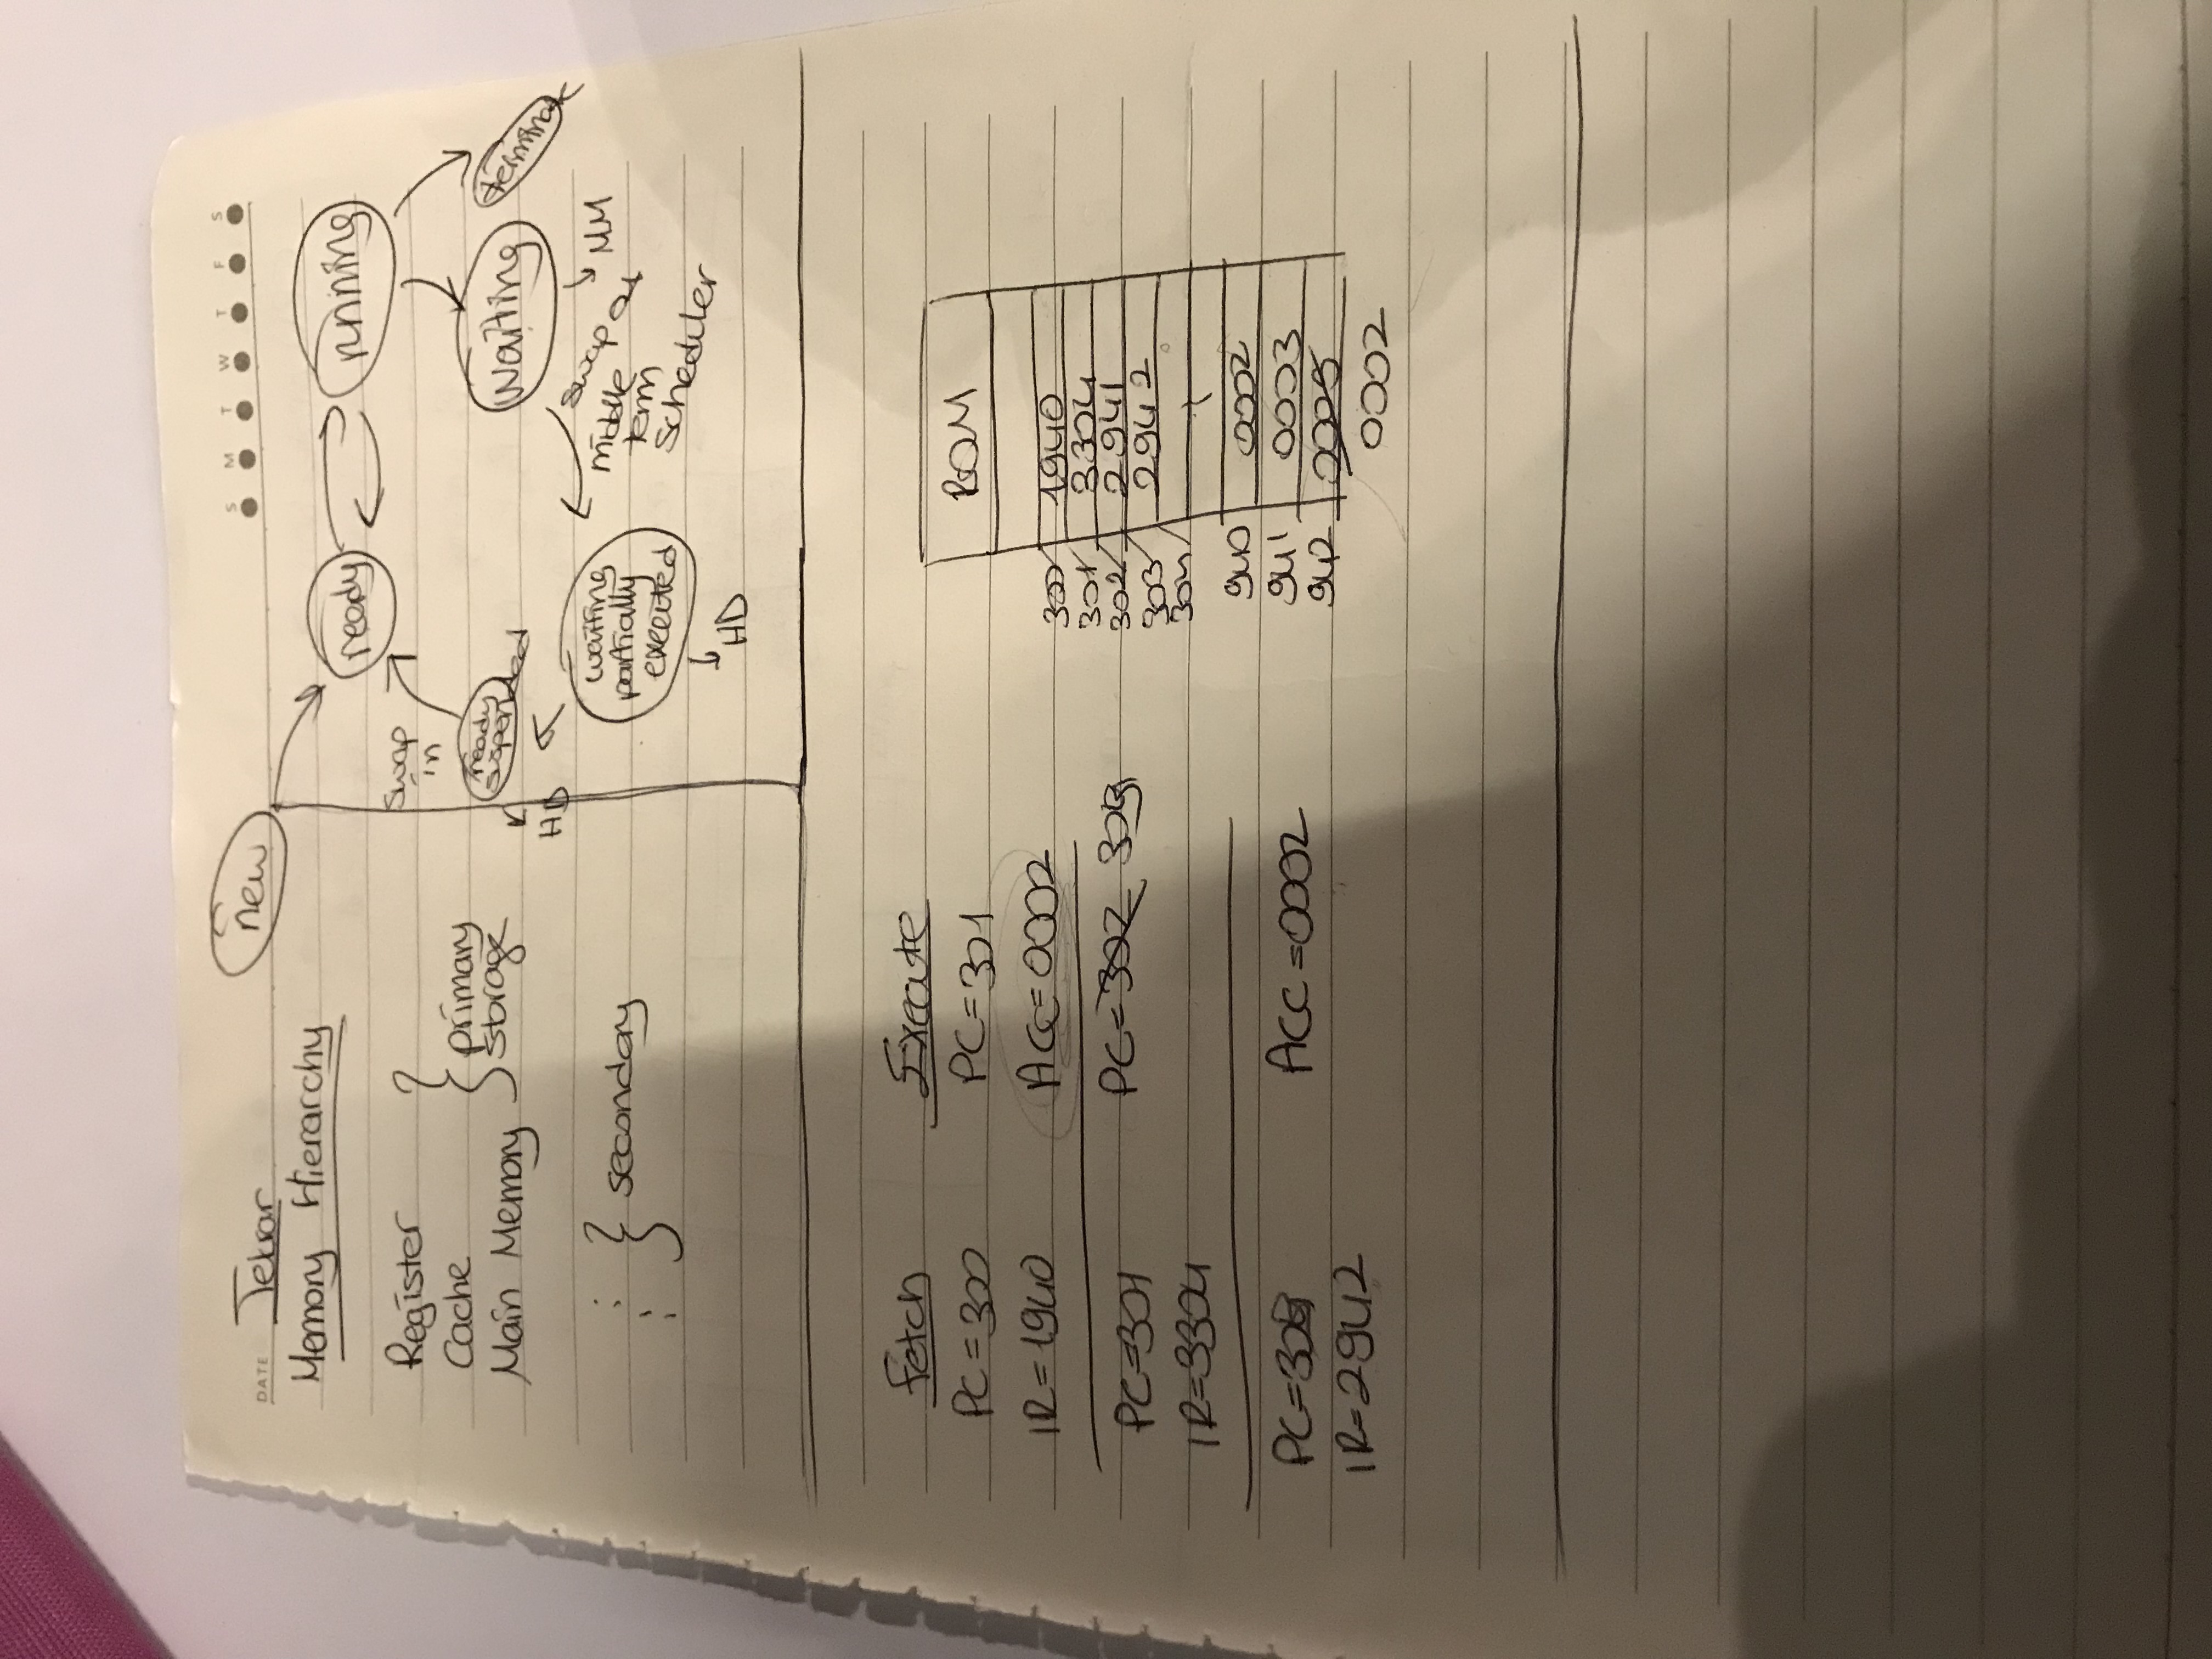 DATE Tekrar
S M T W T F S
Memory Hierarchy
Register
Cache
Main Memory
primary
storage
secondary
new
ready
running
swap
in
ready
suspended
HD
waiting
terminate
MM
swap out
middle
term
scheduler
waiting
partially
executed
HD
Fetch Execute
PC=300 PC=301
IR=1940 ACC=0002
PC=301 PC=302 303
IR=3304
PC=303 ACC=0002
IR=2942
ROM
300 1940
301 3304
302 2941
303 2942
304
940 0002
941 0003
942 0005
0002